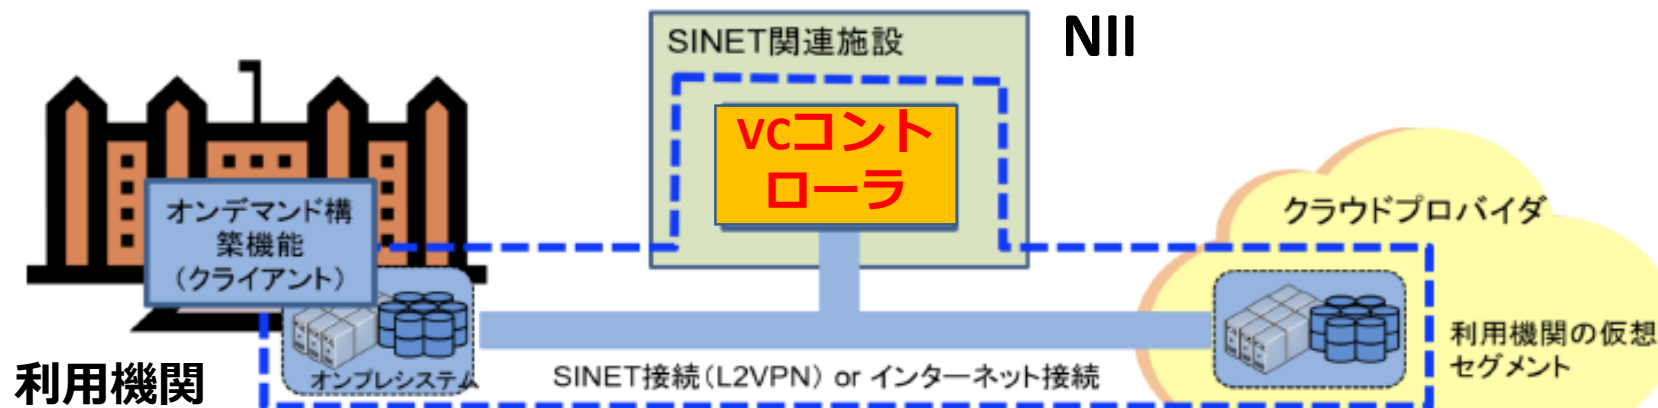 SINET関連施設
NII
VCコント
ローラ
オンデマンド構
築機能
(クライアント)
クラウドプロバイダ
オンプレシステム
利用機関
SINET接続(L2VPN) or インターネット接続
利用機関の仮想
セグメント